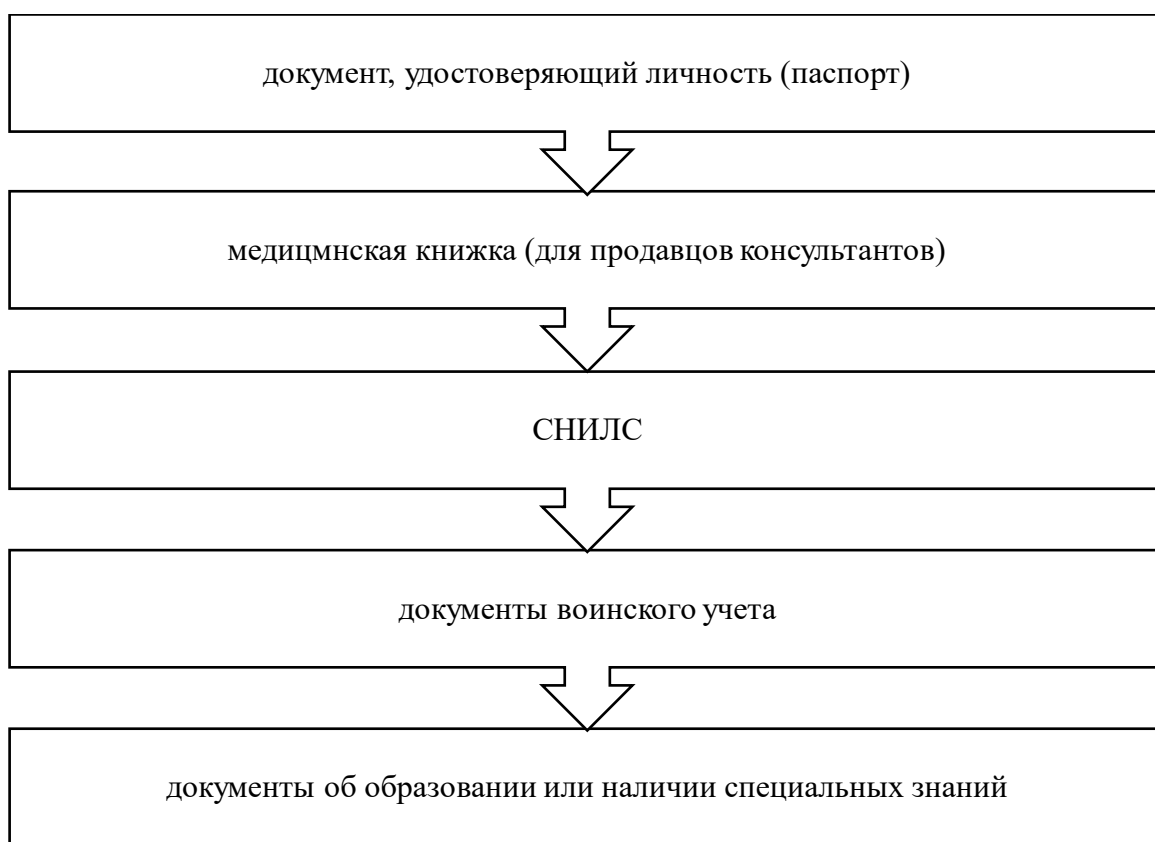 документ, удостоверяющий личность (паспорт)
медицмнская книжка (для продавцов консультантов)
СНИЛС
документы воинского учета
документы об образовании или наличии специальных знаний